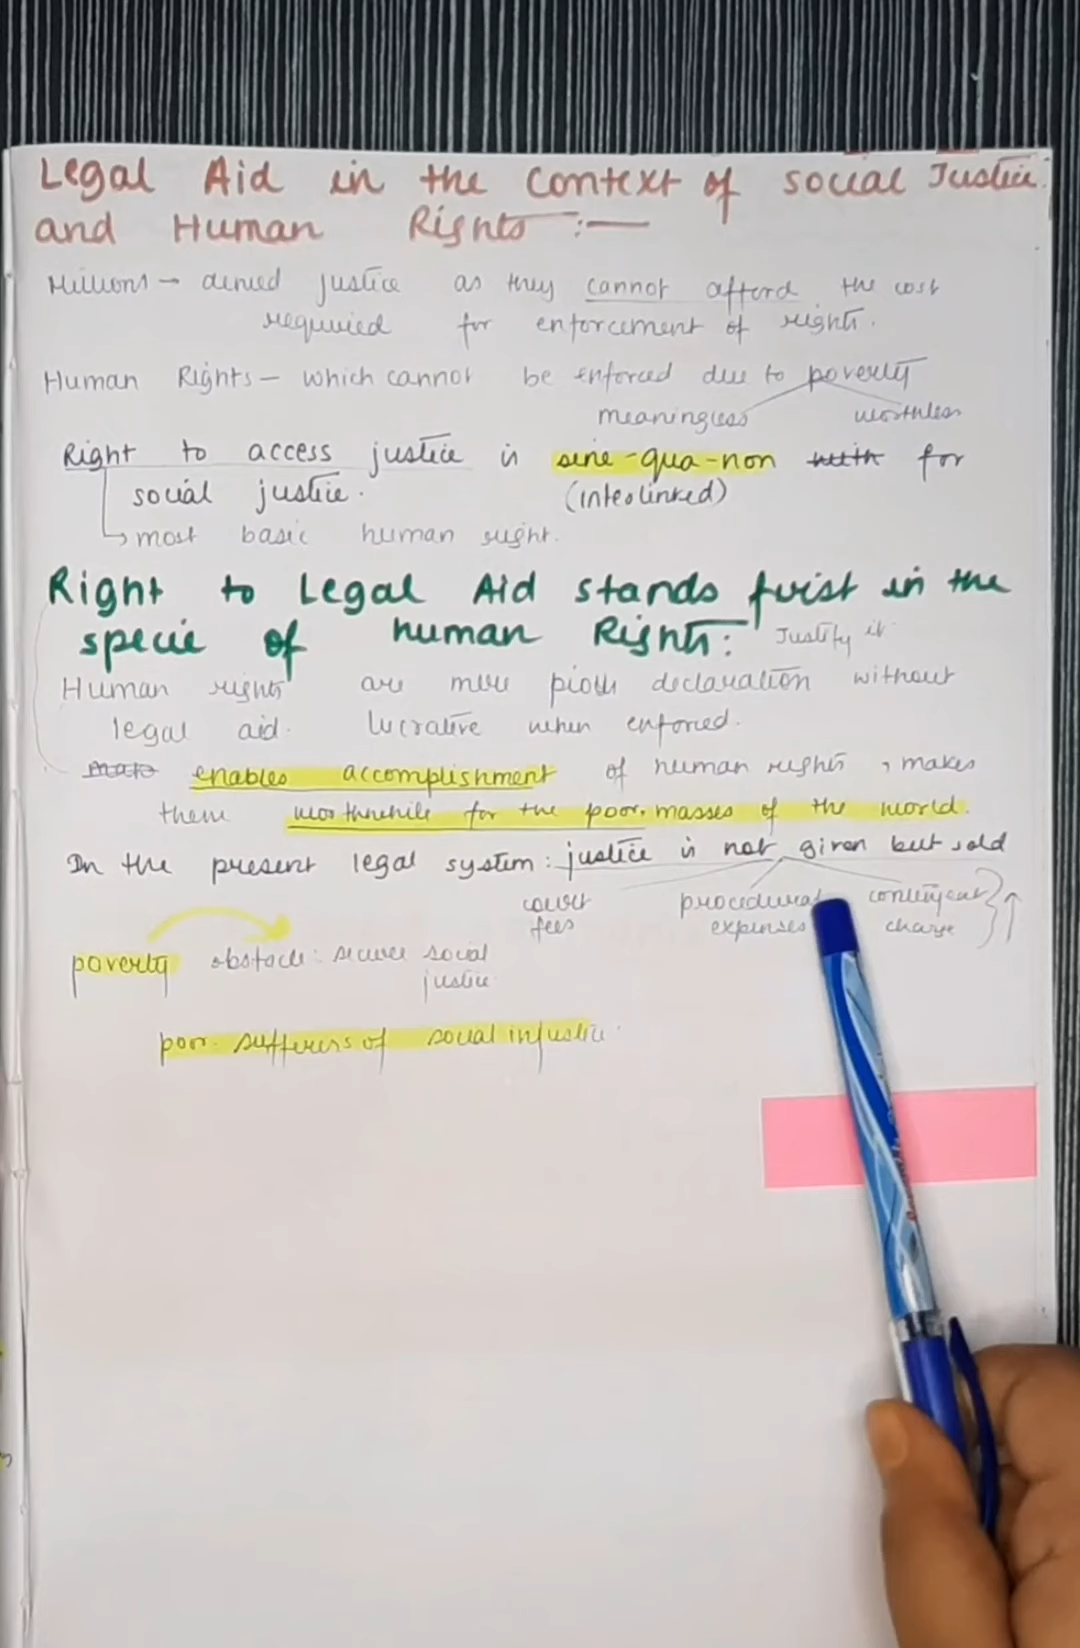 Legal Aid in the Context of social Justice
and Human Rights :—
Millions → denied justice as they cannot afford the cost
required for enforcement of rights.
Human Rights — which cannot be enforced due to poverty
meaningless worthless
Right to access justice is sine-qua-non with for
social justice. (interlinked)
↳ most basic human right.
Right to Legal Aid stands first in the
specie of human Rights: Justify it
Human rights are mere pious declaration without
legal aid. lucrative when enforced.
enables accomplishment of human rights, makes
them worthwhile for the poor masses of the world.
In the present legal system: justice is not given but sold
court procedural contingent
fees expenses charge ↑
poverty obstacle: secure social
justice
poor sufferers of social injustice.